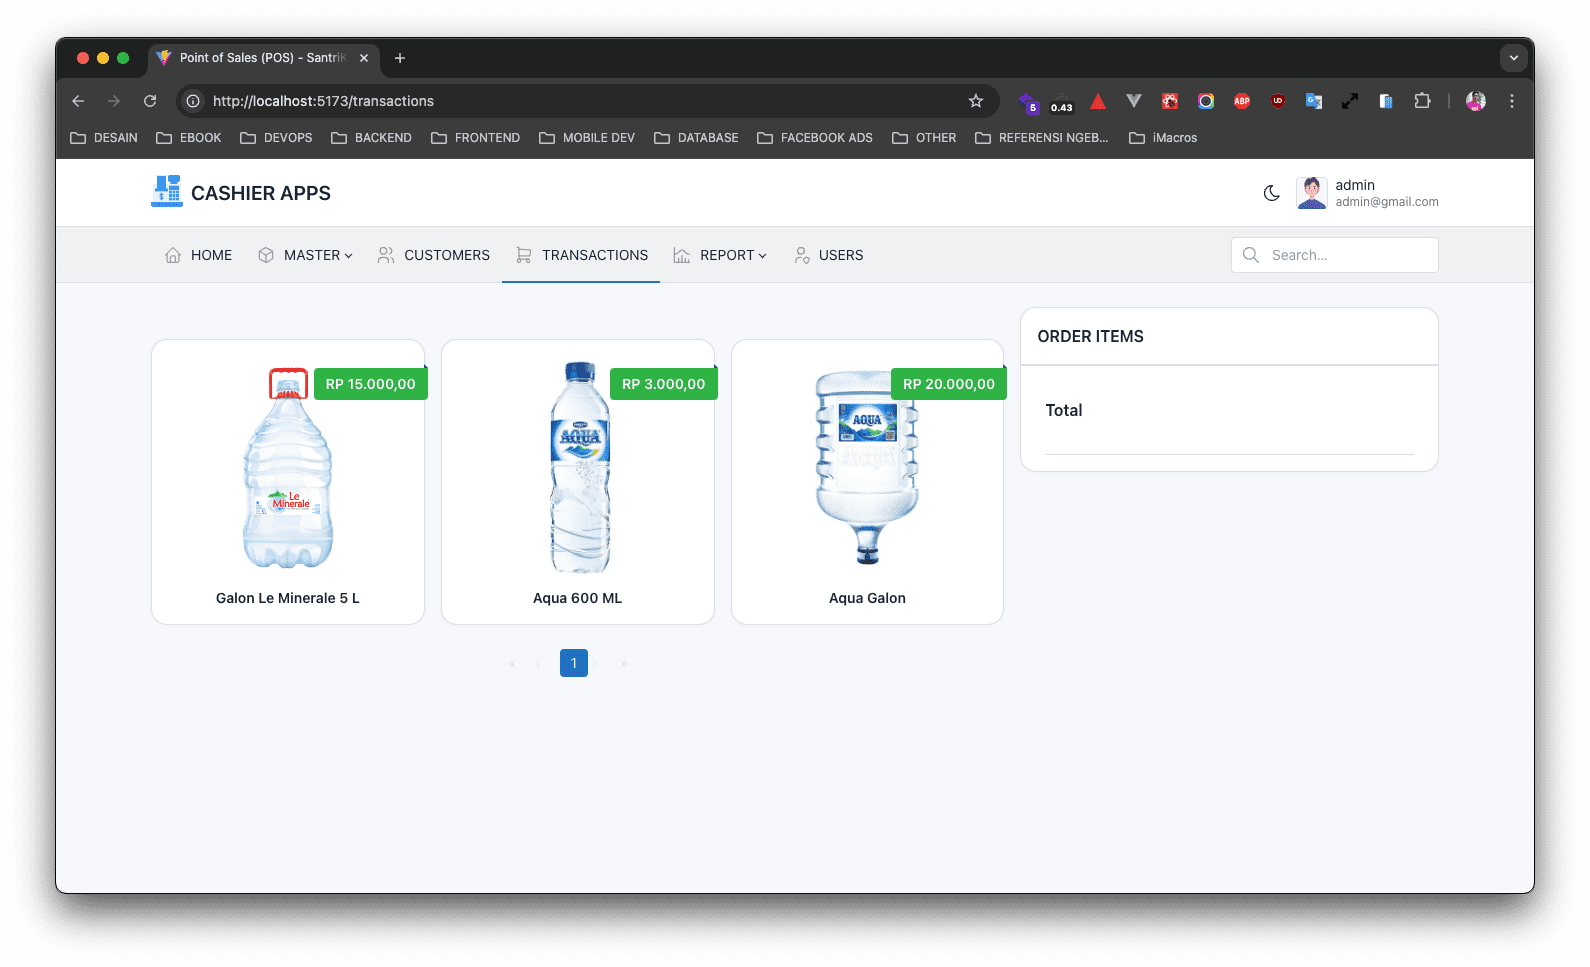 Point of Sales (POS) - Santri
http://localhost:5173/transactions
5
0.43
ABP
UD
DESAIN
EBOOK
DEVOPS
BACKEND
FRONTEND
MOBILE DEV
DATABASE
FACEBOOK ADS
OTHER
REFERENSI NGEB...
iMacros
CASHIER APPS
admin
admin@gmail.com
HOME
MASTER
CUSTOMERS
TRANSACTIONS
REPORT
USERS
Search...
RP 15.000,00
Le
Minerale
Galon Le Minerale 5 L
RP 3.000,00
AQUA
Aqua 600 ML
RP 20.000,00
AQUA
Aqua Galon
« ‹ 1 › »
ORDER ITEMS
Total